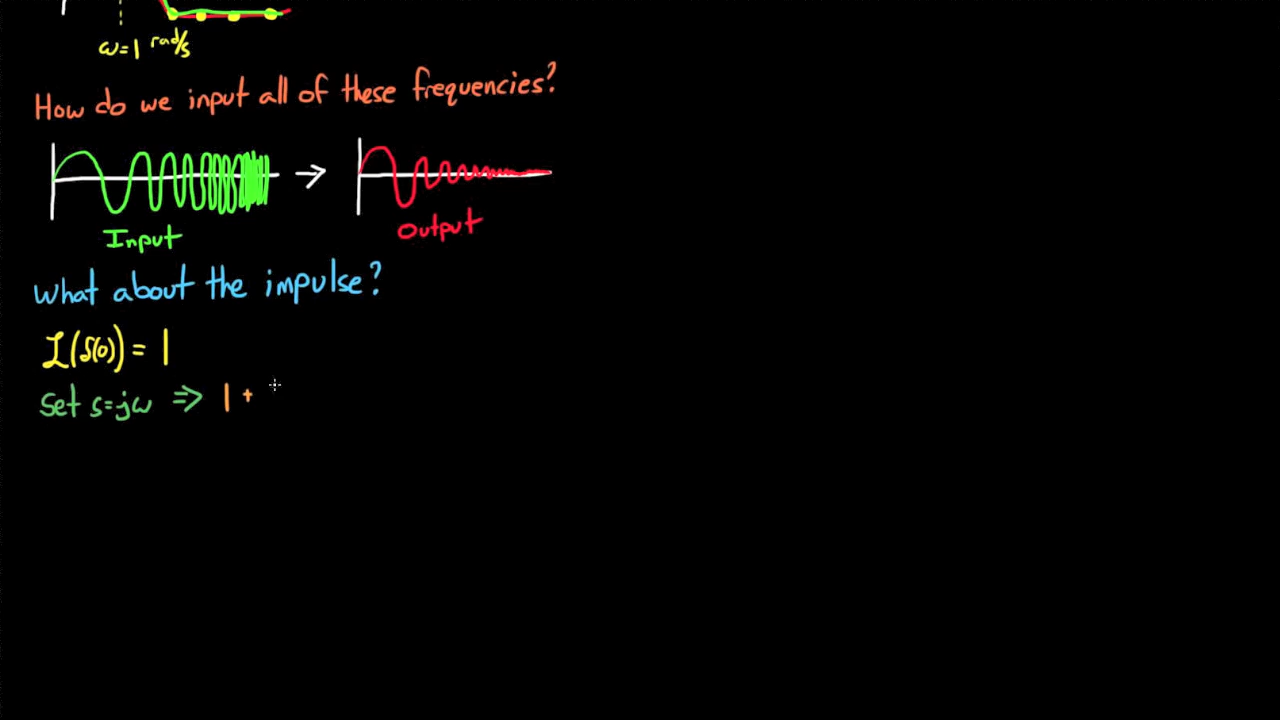 ω=1 rad/s
How do we input all of these frequencies?
Input
Output
What about the impulse?
ℒ(δ(0)) = 1
Set s=jω ⇒ 1 +